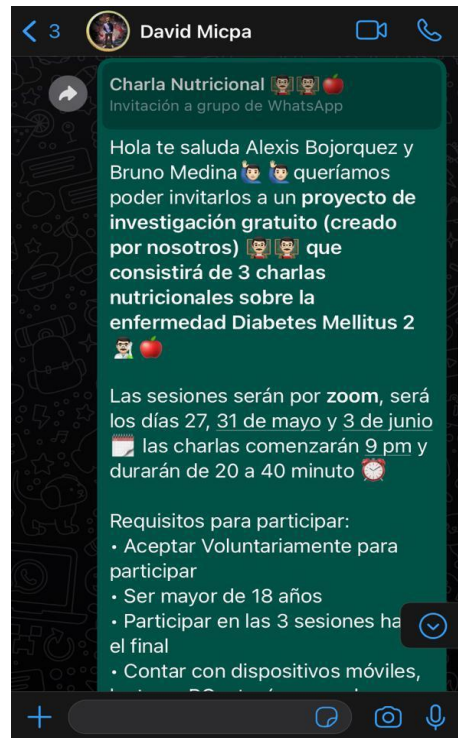 3
David Micpa
Charla Nutricional 👨🏻‍🏫👨🏻‍🏫🍎
Invitación a grupo de WhatsApp
Hola te saluda Alexis Bojorquez y
Bruno Medina🙋🏻‍♂️🙋🏻‍♂️ queríamos
poder invitarlos a un proyecto de
investigación gratuito (creado
por nosotros) 👨🏻‍🏫👨🏻‍🏫 que
consistirá de 3 charlas
nutricionales sobre la
enfermedad Diabetes Mellitus 2
👨🏻‍🔬🍎
Las sesiones serán por zoom, será
los días 27, 31 de mayo y 3 de junio
🗓️ las charlas comenzarán 9 pm y
durarán de 20 a 40 minuto ⏰
Requisitos para participar:
• Aceptar Voluntariamente para
participar
• Ser mayor de 18 años
• Participar en las 3 sesiones ha
el final
• Contar con dispositivos móviles,